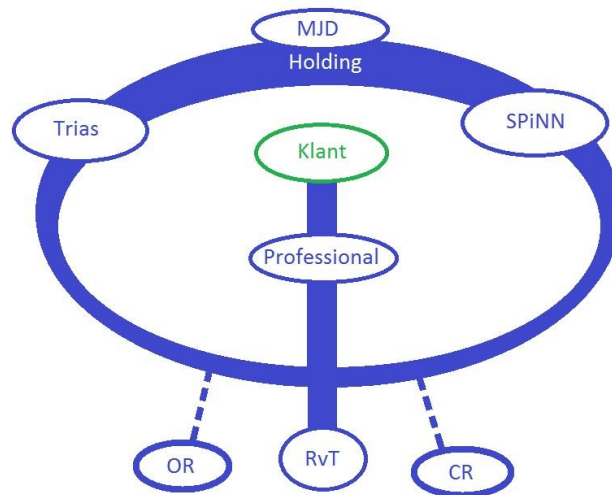 MJD
Holding
Trias
SPiNN
Klant
Professional
OR
RvT
CR